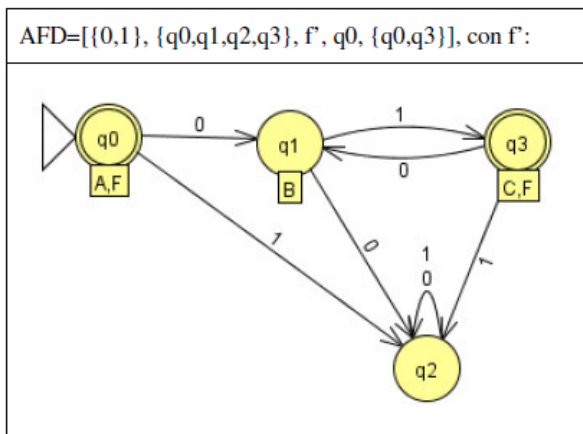 AFD=[{0,1}, {q0,q1,q2,q3}, f’, q0, {q0,q3}], con f’:
0
1
q0
q1
q3
A,F
B
0
C,F
1
0
1
1
0
q2